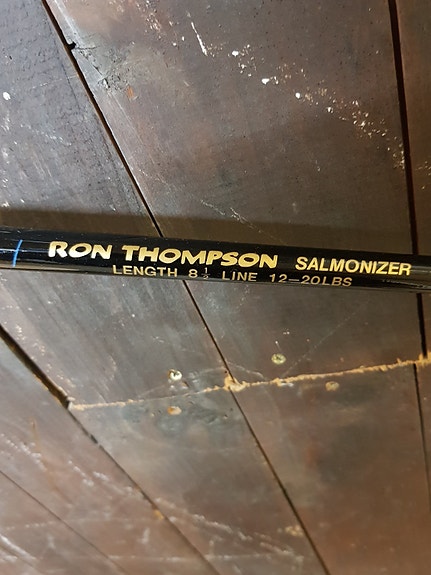 RON THOMPSON SALMONIZER
LENGTH 8½ LINE 12-20LBS